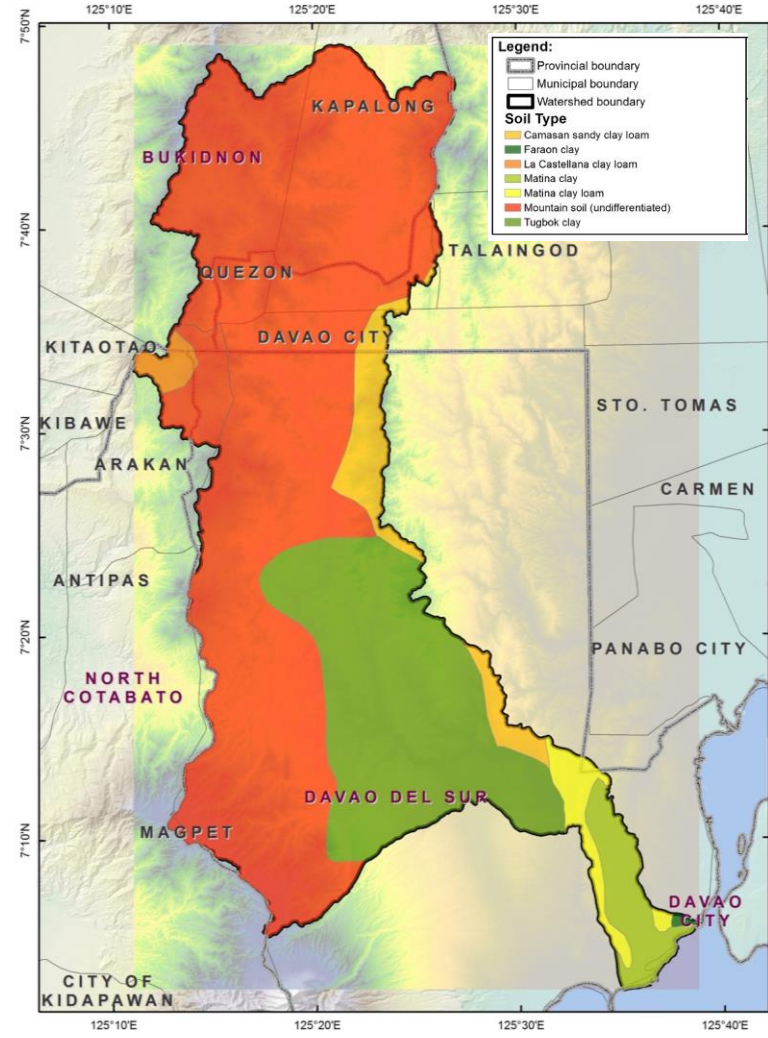 125°10'E 125°20'E 125°30'E 125°40'E
7°50'N
Legend:
Provincial boundary
Municipal boundary
Watershed boundary
Soil Type
Camasan sandy clay loam
Faraon clay
La Castellana clay loam
Matina clay
Matina clay loam
Mountain soil (undifferentiated)
Tugbok clay
KAPALONG
BUKIDNON
7°40'N
TALAINGOD
QUEZON
DAVAO CITY
KITAOTAO
STO. TOMAS
KIBAWE
7°30'N
ARAKAN
CARMEN
ANTIPAS
7°20'N
PANABO CITY
NORTH
COTABATO
DAVAO DEL SUR
MAGPET
7°10'N
DAVAO
CITY
CITY OF
KIDAPAWAN
125°10'E 125°20'E 125°30'E 125°40'E